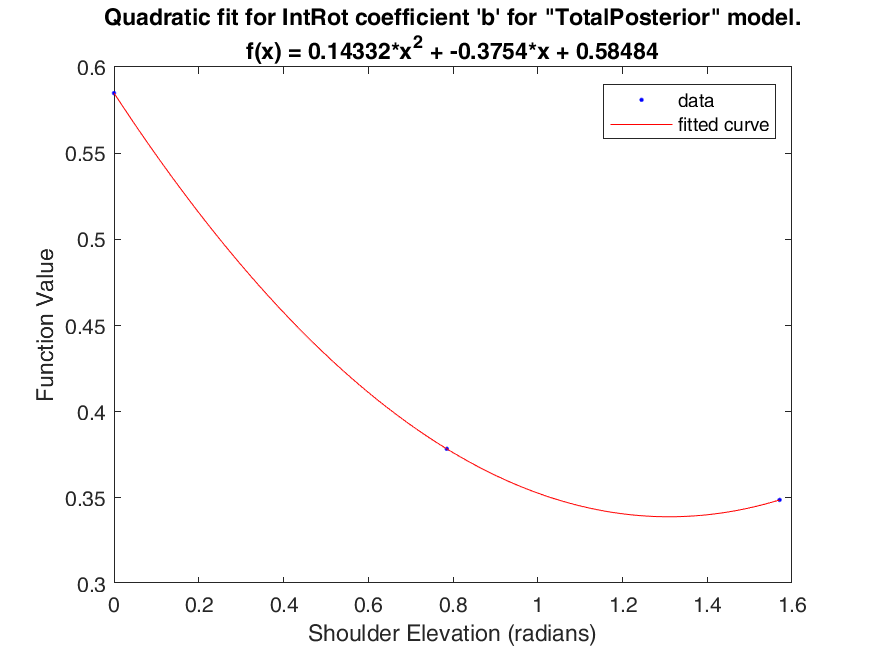 Quadratic fit for IntRot coefficient 'b' for "TotalPosterior" model.
f(x) = 0.14332*x² + -0.3754*x + 0.58484
data
fitted curve
0.6
0.55
0.5
0.45
0.4
0.35
0.3
Function Value
0 0.2 0.4 0.6 0.8 1 1.2 1.4 1.6
Shoulder Elevation (radians)